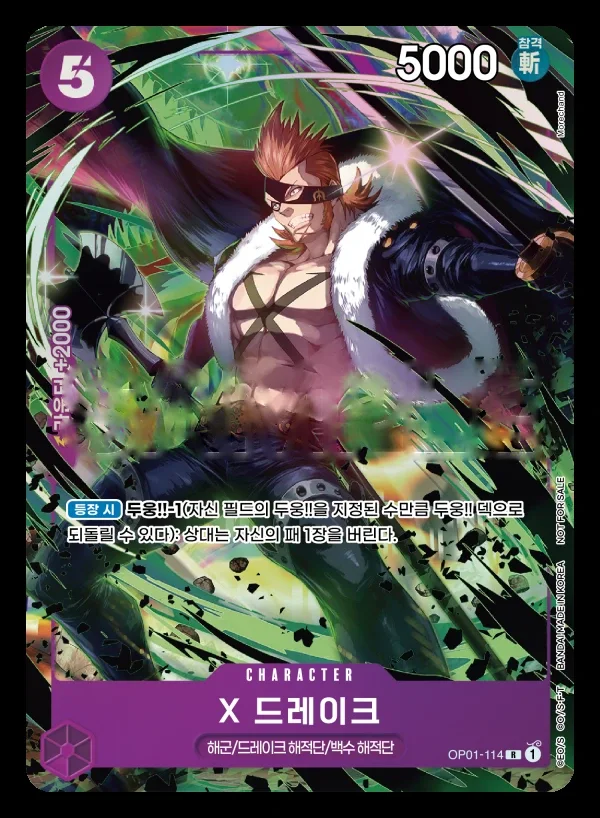 5
5000
참격
斬
Morechand
카운터 +2000
등장 시 두웅!!-1(자신 필드의 두웅!!을 지정된 수만큼 두웅!! 덱으로
되돌릴 수 있다): 상대는 자신의 패 1장을 버린다.
NOT FOR SALE
BANDAI MADE IN KOREA
©E.O/S ©O/S·F·T
CHARACTER
X 드레이크
해군/드레이크 해적단/백수 해적단
OP01-114 R 1